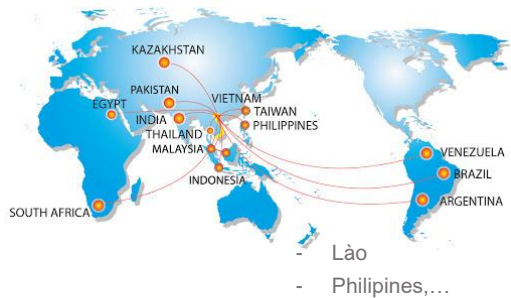 KAZAKHSTAN
PAKISTAN
VIETNAM
EGYPT
TAIWAN
INDIA
PHILIPPINES
THAILAND
MALAYSIA
VENEZUELA
BRAZIL
INDONESIA
ARGENTINA
SOUTH AFRICA
- Lào
- Philipines,…